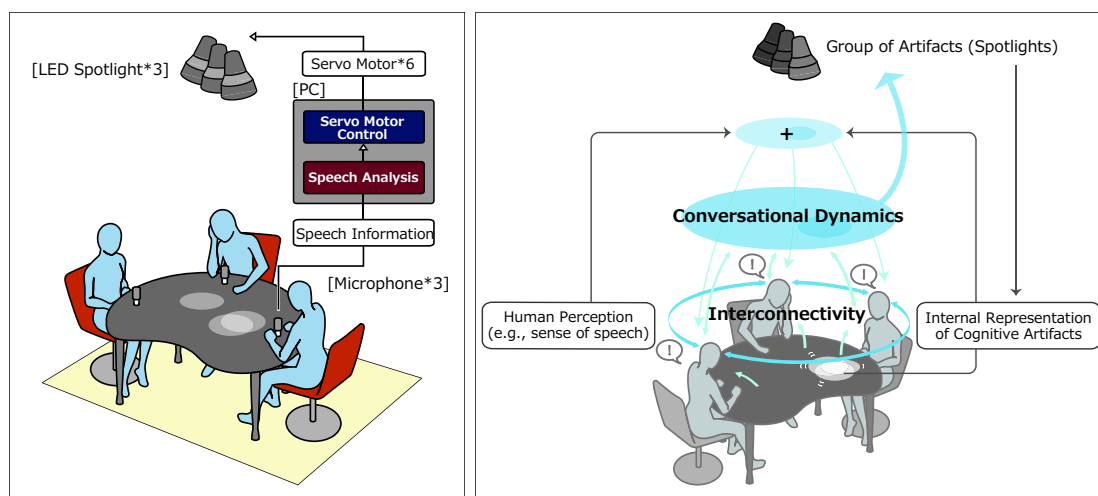 [LED Spotlight*3]
Servo Motor*6
[PC]
Servo Motor
Control
Speech Analysis
Speech Information
[Microphone*3]
Group of Artifacts (Spotlights)
+
Conversational Dynamics
!
!
Interconnectivity
Human Perception
(e.g., sense of speech)
Internal Representation
of Cognitive Artifacts
!